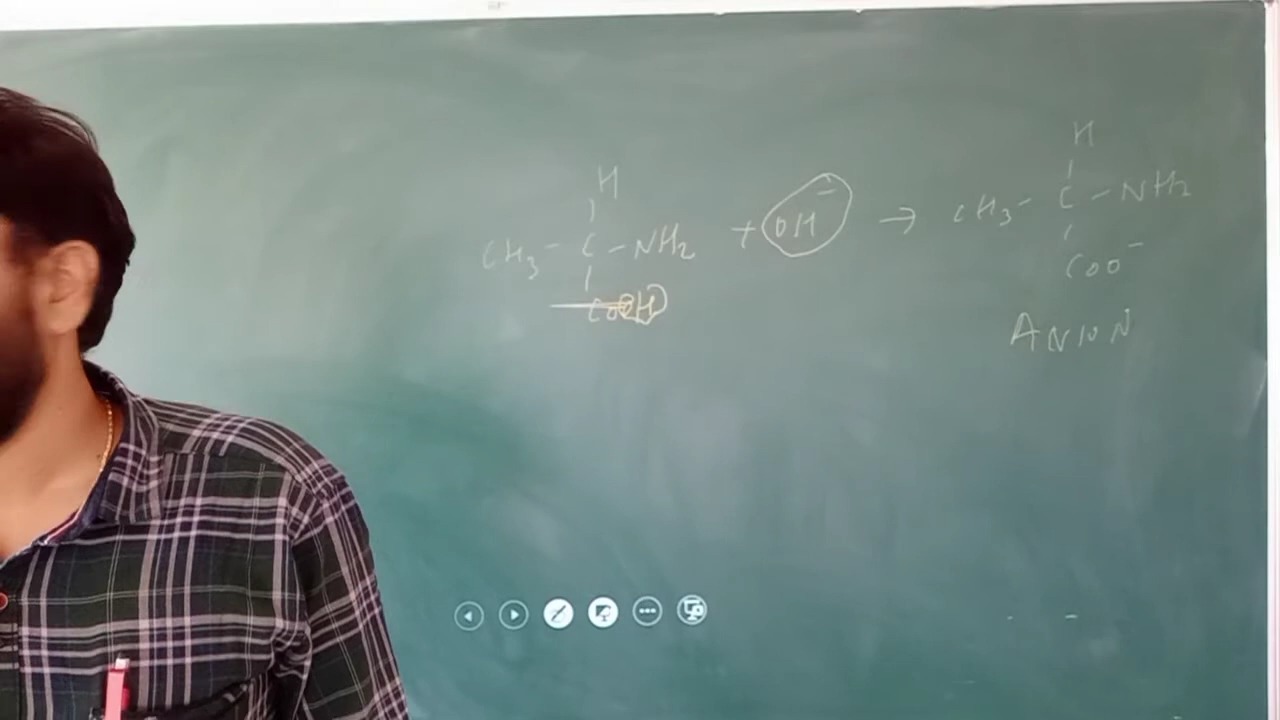 H
CH3 - C - NH2 + OH⁻ → CH3 - C - NH2
COOH
H
COO⁻
ANION